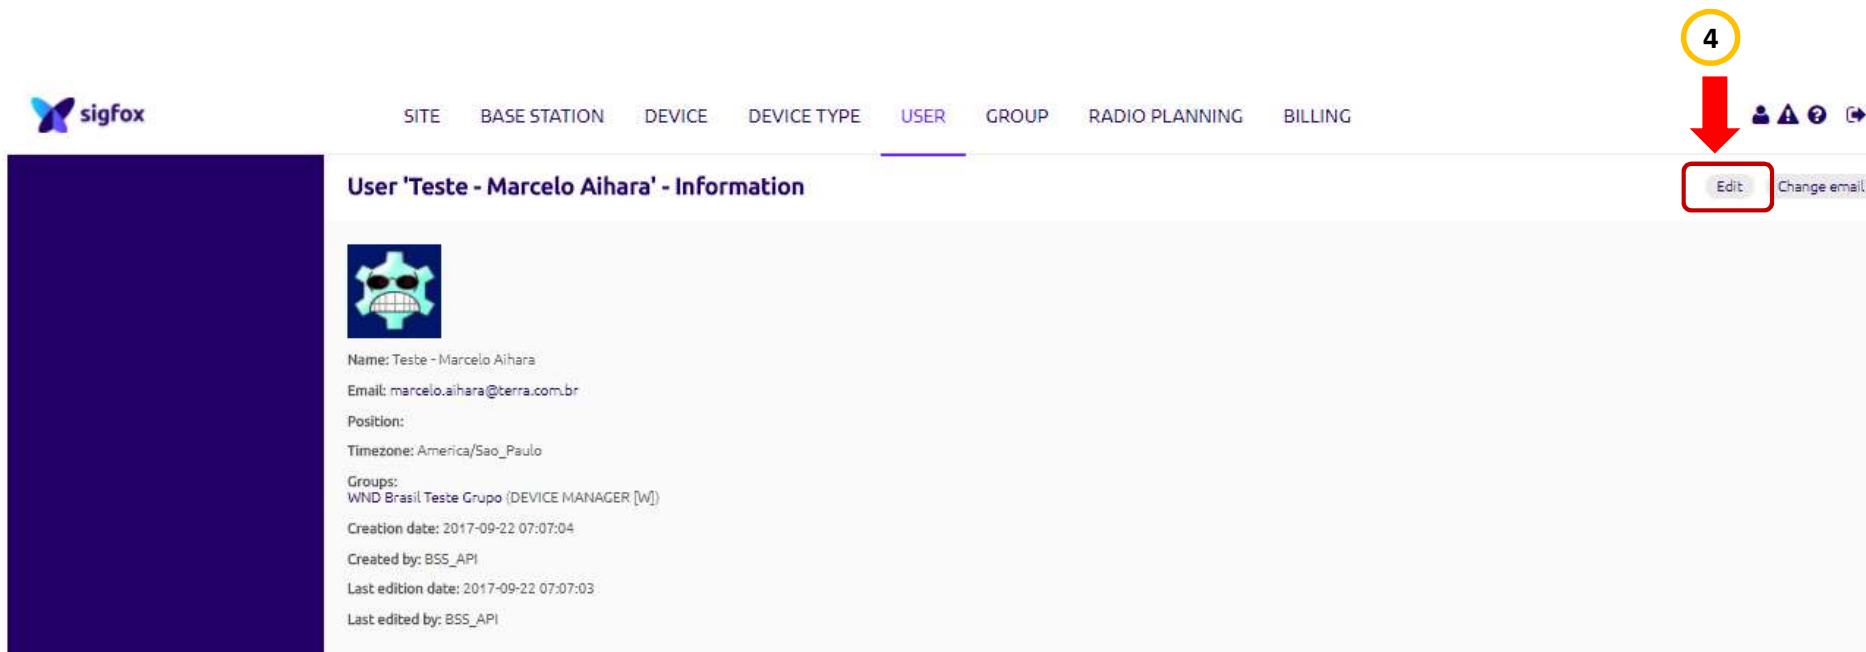 4
sigfox
SITE BASE STATION DEVICE DEVICE TYPE USER GROUP RADIO PLANNING BILLING
User 'Teste - Marcelo Aihara' - Information
Edit Change email
Name: Teste - Marcelo Aihara
Email: marcelo.aihara@terra.com.br
Position:
Timezone: America/Sao_Paulo
Groups:
WND Brasil Teste Grupo (DEVICE MANAGER [W])
Creation date: 2017-09-22 07:07:04
Created by: BSS_API
Last edition date: 2017-09-22 07:07:03
Last edited by: BSS_API